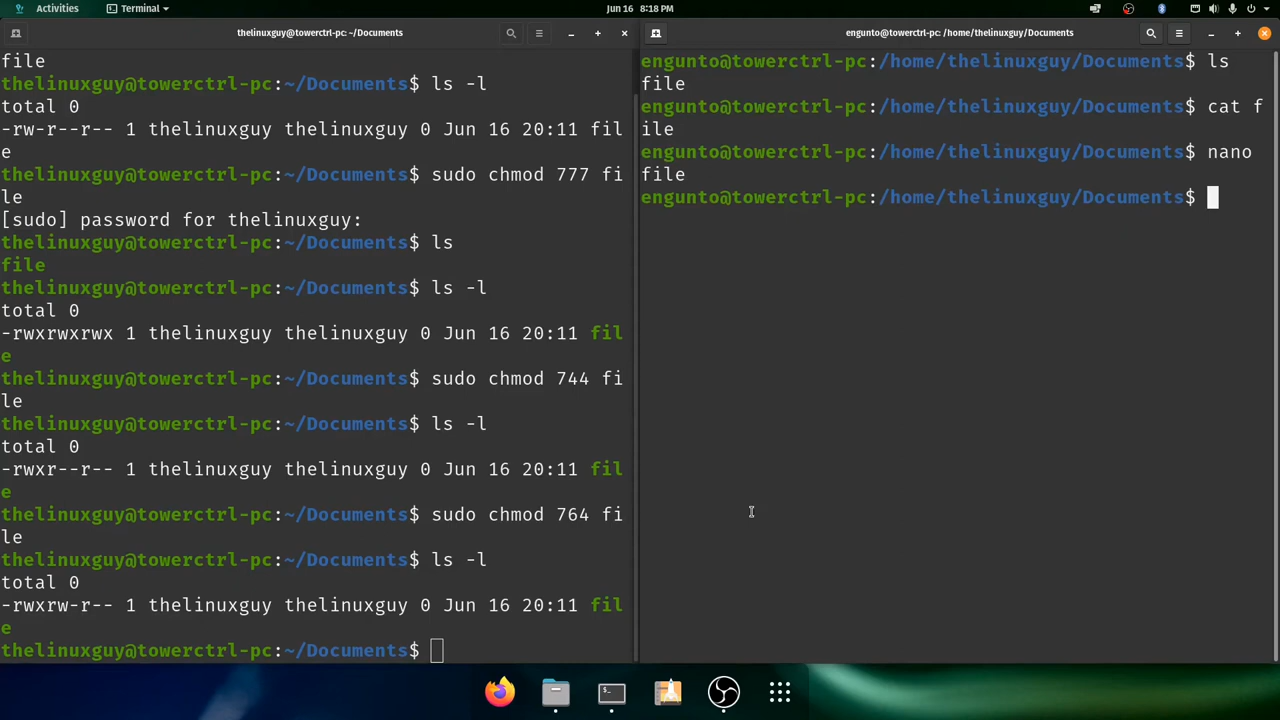 Activities
Terminal
Jun 16 8:18 PM
thelinuxguy@towerctrl-pc: ~/Documents
file
thelinuxguy@towerctrl-pc:~/Documents$ ls -l
total 0
-rw-r--r-- 1 thelinuxguy thelinuxguy 0 Jun 16 20:11 fil
e
thelinuxguy@towerctrl-pc:~/Documents$ sudo chmod 777 fi
le
[sudo] password for thelinuxguy:
thelinuxguy@towerctrl-pc:~/Documents$ ls
file
thelinuxguy@towerctrl-pc:~/Documents$ ls -l
total 0
-rwxrwxrwx 1 thelinuxguy thelinuxguy 0 Jun 16 20:11 fil
e
thelinuxguy@towerctrl-pc:~/Documents$ sudo chmod 744 fi
le
thelinuxguy@towerctrl-pc:~/Documents$ ls -l
total 0
-rwxr--r-- 1 thelinuxguy thelinuxguy 0 Jun 16 20:11 fil
e
thelinuxguy@towerctrl-pc:~/Documents$ sudo chmod 764 fi
le
thelinuxguy@towerctrl-pc:~/Documents$ ls -l
total 0
-rwxrw-r-- 1 thelinuxguy thelinuxguy 0 Jun 16 20:11 fil
e
thelinuxguy@towerctrl-pc:~/Documents$
engunto@towerctrl-pc: /home/thelinuxguy/Documents
engunto@towerctrl-pc:/home/thelinuxguy/Documents$ ls
file
engunto@towerctrl-pc:/home/thelinuxguy/Documents$ cat f
ile
engunto@towerctrl-pc:/home/thelinuxguy/Documents$ nano
file
engunto@towerctrl-pc:/home/thelinuxguy/Documents$